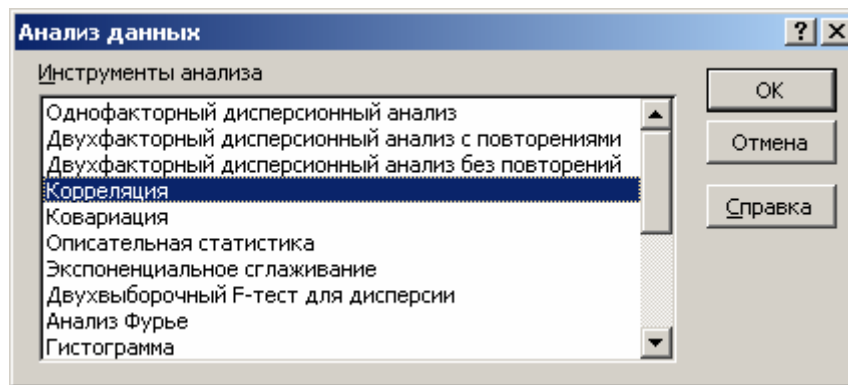 Анализ данных
Инструменты анализа
Однофакторный дисперсионный анализ
Двухфакторный дисперсионный анализ с повторениями
Двухфакторный дисперсионный анализ без повторений
Корреляция
Ковариация
Описательная статистика
Экспоненциальное сглаживание
Двухвыборочный F-тест для дисперсии
Анализ Фурье
Гистограмма
OK
Отмена
Справка